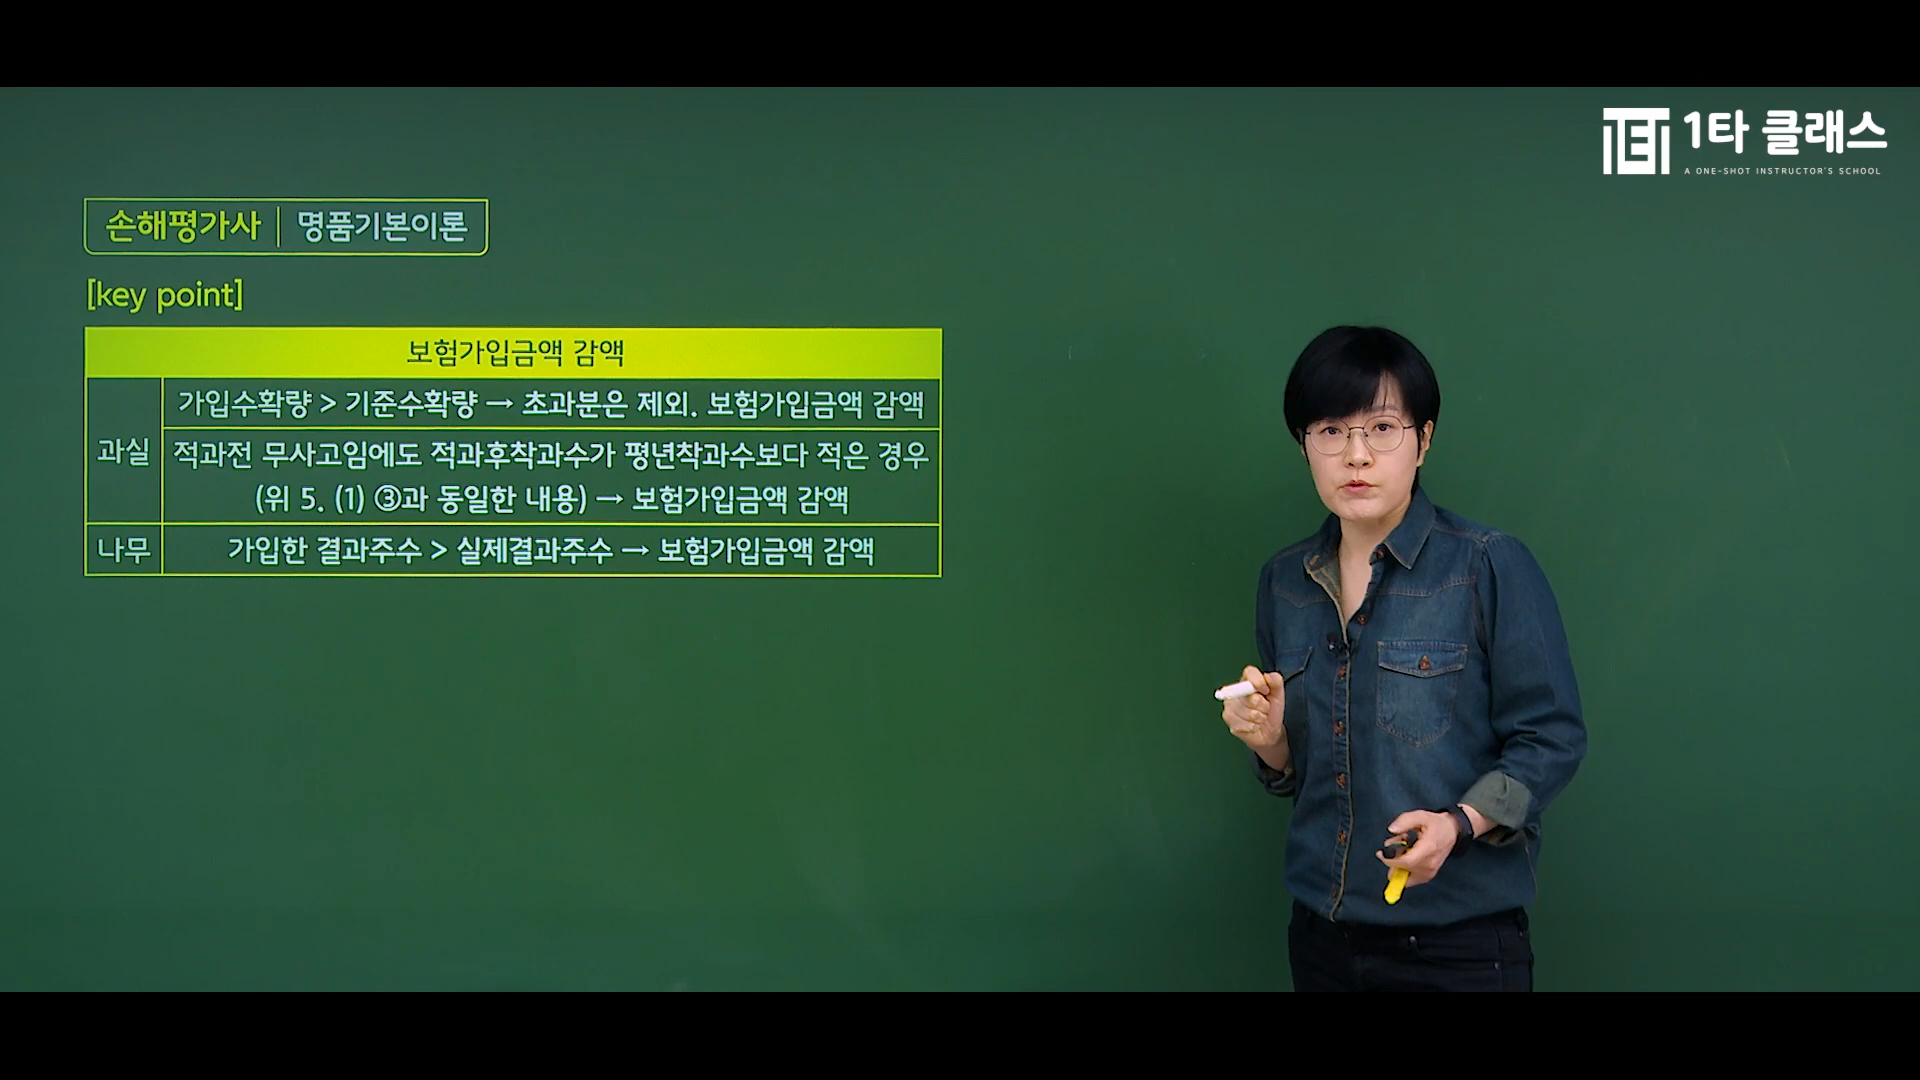 1타 클래스
A ONE-SHOT INSTRUCTOR'S SCHOOL
손해평가사 | 명품기본이론
[key point]
보험가입금액 감액
과실
가입수확량 > 기준수확량 → 초과분은 제외. 보험가입금액 감액
적과전 무사고임에도 적과후착과수가 평년착과수보다 적은 경우
(위 5. (1) ③과 동일한 내용) → 보험가입금액 감액
나무
가입한 결과주수 > 실제결과주수 → 보험가입금액 감액